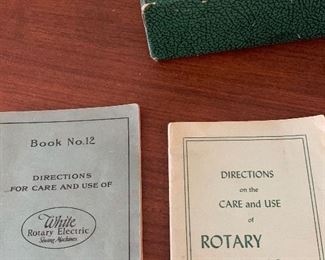 Book No.12
DIRECTIONS
FOR CARE AND USE OF
White
Rotary Electric
Sewing Machines
DIRECTIONS
on the
CARE and USE
of
ROTARY